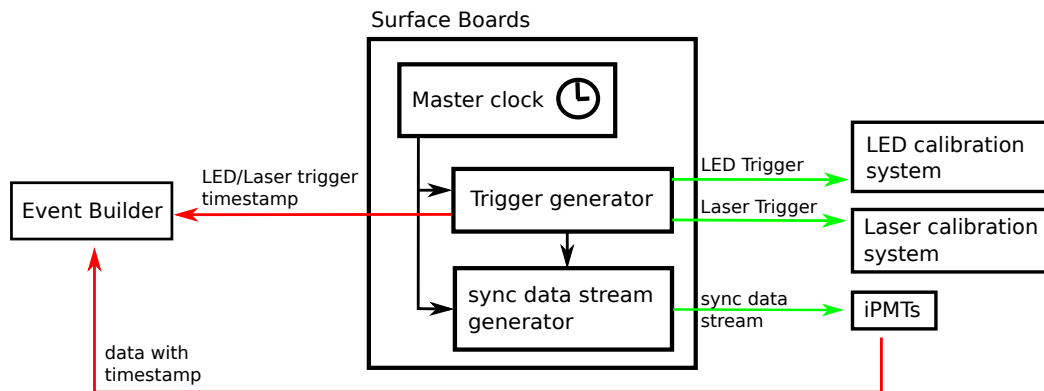 Surface Boards
Master clock
LED/Laser trigger
timestamp
Event Builder
Trigger generator
LED Trigger
Laser Trigger
LED calibration
system
Laser calibration
system
sync data stream
generator
sync data
stream
iPMTs
data with
timestamp